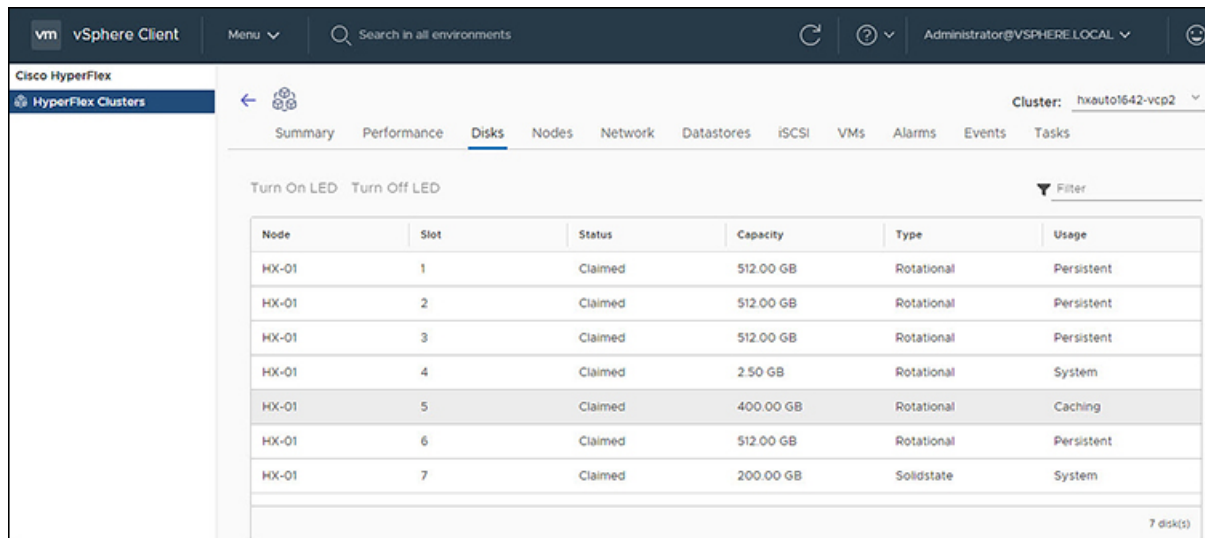 vm vSphere Client Menu Search in all environments Administrator@VSPHERE.LOCAL
Cisco HyperFlex
HyperFlex Clusters
Cluster: hxauto1642-vcp2
Summary Performance Disks Nodes Network Datastores iSCSI VMs Alarms Events Tasks
Turn On LED Turn Off LED Filter
Node Slot Status Capacity Type Usage
HX-01 1 Claimed 512.00 GB Rotational Persistent
HX-01 2 Claimed 512.00 GB Rotational Persistent
HX-01 3 Claimed 512.00 GB Rotational Persistent
HX-01 4 Claimed 2.50 GB Rotational System
HX-01 5 Claimed 400.00 GB Rotational Caching
HX-01 6 Claimed 512.00 GB Rotational Persistent
HX-01 7 Claimed 200.00 GB Solidstate System
7 disk(s)